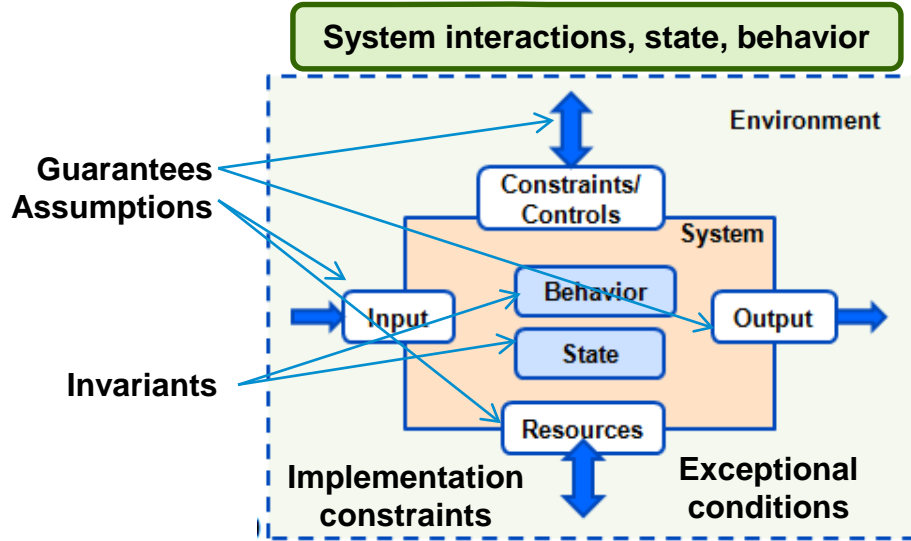 System interactions, state, behavior
Environment
Guarantees
Assumptions
Constraints/
Controls
System
Behavior
Input
Output
State
Invariants
Resources
Implementation
constraints
Exceptional
conditions